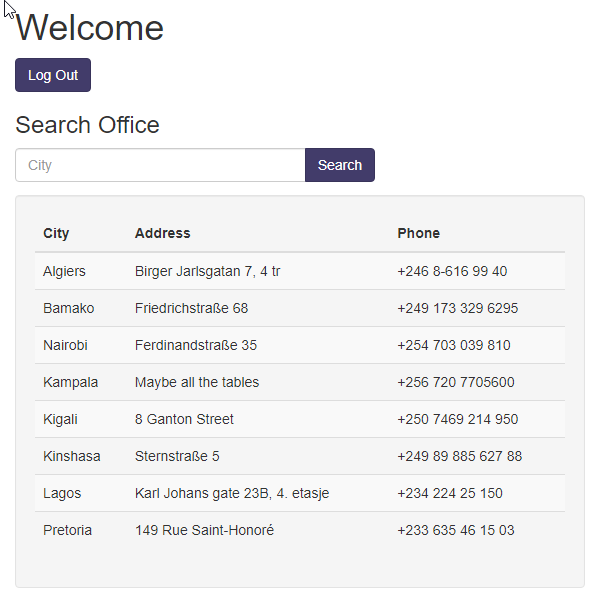 Welcome
Log Out
Search Office
City Search
City Address Phone
Algiers Birger Jarlsgatan 7, 4 tr +246 8-616 99 40
Bamako Friedrichstraße 68 +249 173 329 6295
Nairobi Ferdinandstraße 35 +254 703 039 810
Kampala Maybe all the tables +256 720 7705600
Kigali 8 Ganton Street +250 7469 214 950
Kinshasa Sternstraße 5 +249 89 885 627 88
Lagos Karl Johans gate 23B, 4. etasje +234 224 25 150
Pretoria 149 Rue Saint-Honoré +233 635 46 15 03